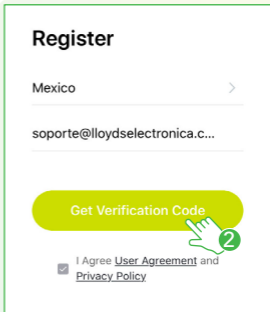 Register
Mexico
soporte@lloydselectronica.c...
Get Verification Code
2
I Agree User Agreement and
Privacy Policy